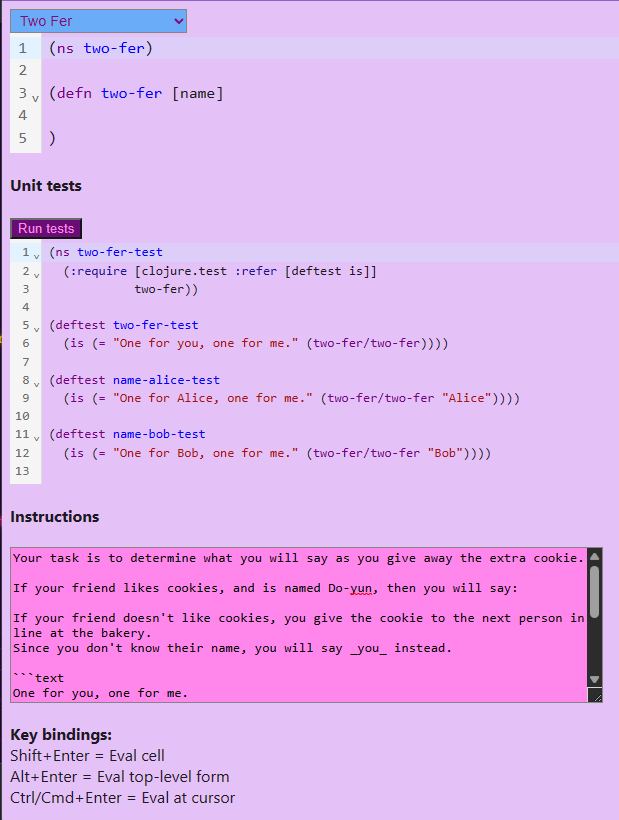 Two Fer
1 (ns two-fer)
2
3 (defn two-fer [name]
4
5 )
Unit tests
Run tests
1 (ns two-fer-test
2 (:require [clojure.test :refer [deftest is]]
3 two-fer))
4
5 (deftest two-fer-test
6 (is (= "One for you, one for me." (two-fer/two-fer))))
7
8 (deftest name-alice-test
9 (is (= "One for Alice, one for me." (two-fer/two-fer "Alice"))))
10
11 (deftest name-bob-test
12 (is (= "One for Bob, one for me." (two-fer/two-fer "Bob"))))
13
Instructions
Your task is to determine what you will say as you give away the extra cookie.
If your friend likes cookies, and is named Do-yun, then you will say:
If your friend doesn't like cookies, you give the cookie to the next person in
line at the bakery.
Since you don't know their name, you will say _you_ instead.
```text
One for you, one for me.
Key bindings:
Shift+Enter = Eval cell
Alt+Enter = Eval top-level form
Ctrl/Cmd+Enter = Eval at cursor